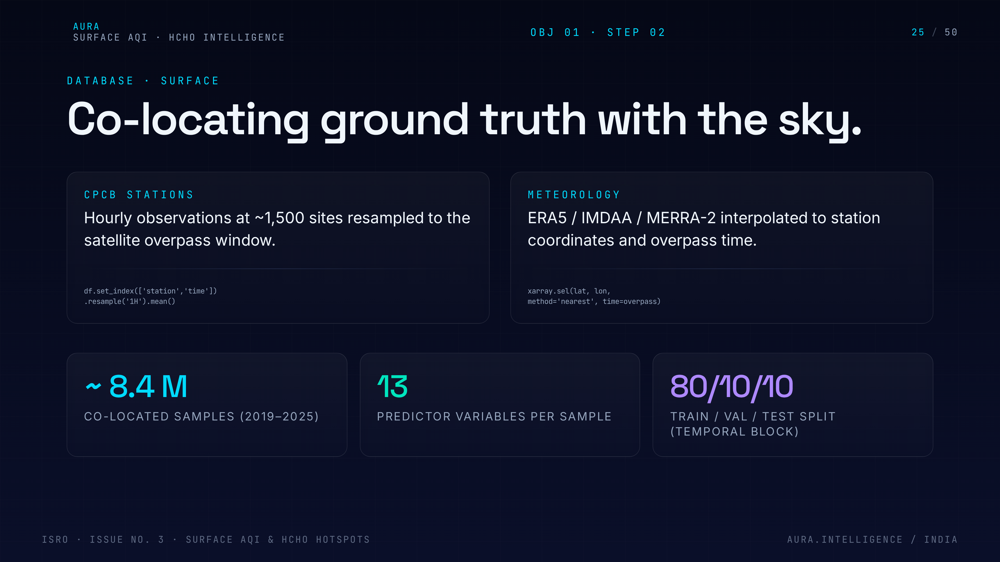 AURA
SURFACE AQI · HCHO INTELLIGENCE
OBJ 01 · STEP 02
25 / 50
DATABASE · SURFACE
Co-locating ground truth with the sky.
CPCB STATIONS
Hourly observations at ~1,500 sites resampled to the
satellite overpass window.
df.set_index(['station','time'])
.resample('1H').mean()
METEOROLOGY
ERA5 / IMDAA / MERRA-2 interpolated to station
coordinates and overpass time.
xarray.sel(lat, lon,
method='nearest', time=overpass)
~ 8.4 M
CO-LOCATED SAMPLES (2019–2025)
13
PREDICTOR VARIABLES PER SAMPLE
80/10/10
TRAIN / VAL / TEST SPLIT
(TEMPORAL BLOCK)
ISRO · ISSUE NO. 3 · SURFACE AQI & HCHO HOTSPOTS
AURA.INTELLIGENCE / INDIA